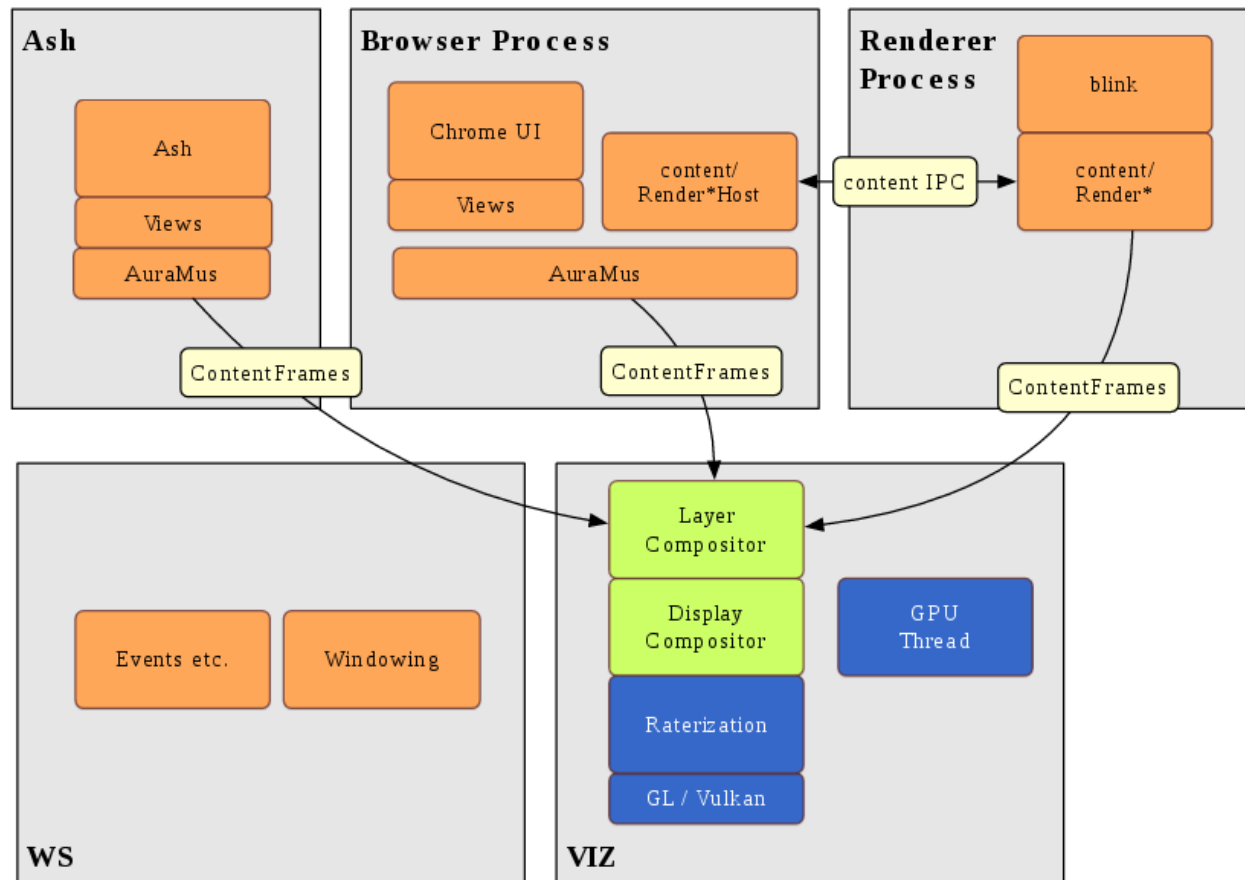 Ash
Browser Process
Renderer
Process
Ash
Views
AuraMus
Chrome UI
Views
content/
Render*Host
AuraMus
content IPC
blink
content/
Render*
ContentFrames
ContentFrames
ContentFrames
Events etc.
Windowing
WS
Layer
Compositor
Display
Compositor
Raterization
GL / Vulkan
GPU
Thread
VIZ